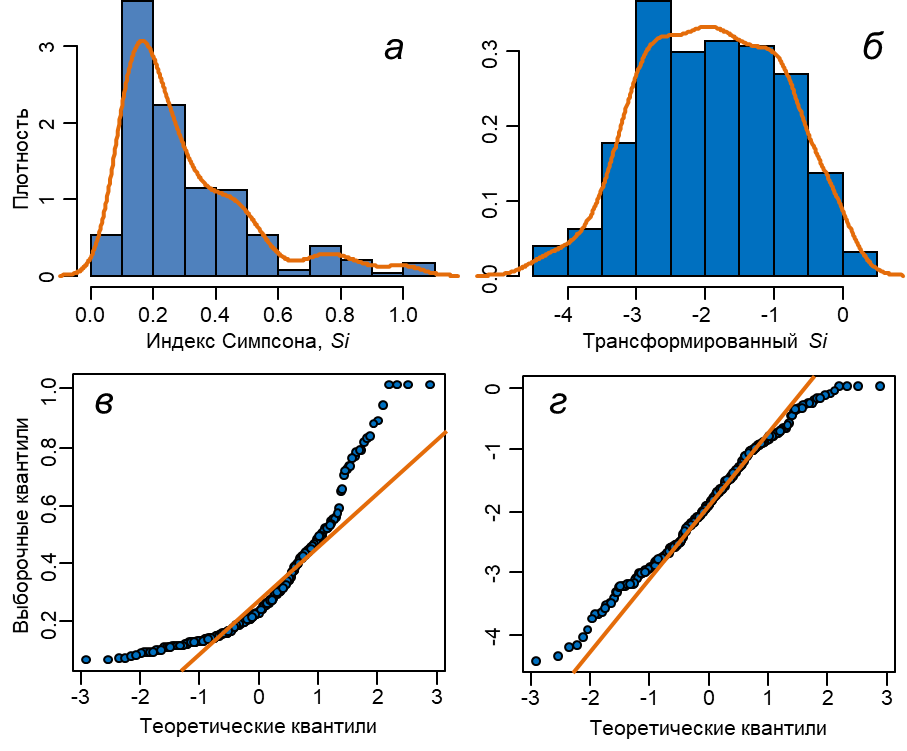 а
б
Плотность
0
1
2
3
0.0 0.2 0.4 0.6 0.8 1.0
Индекс Симпсона, Si
0.0
0.1
0.2
0.3
-4 -3 -2 -1 0
Трансформированный Si
в
г
Выборочные квантили
0.2
0.4
0.6
0.8
1.0
-3 -2 -1 0 1 2 3
Теоретические квантили
0
-1
-2
-3
-4
-3 -2 -1 0 1 2 3
Теоретические квантили